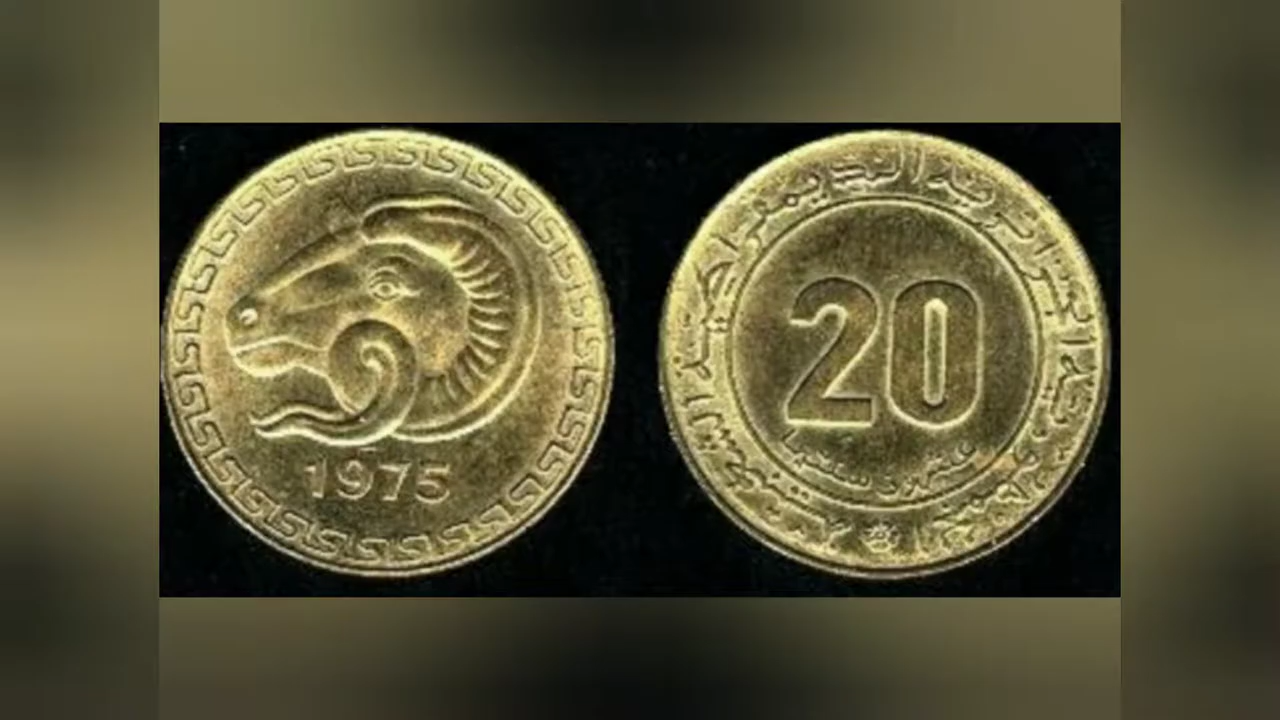 1975
الجمهورية الجزائرية الديمقراطية الشعبية
20
عشرون سنتيما